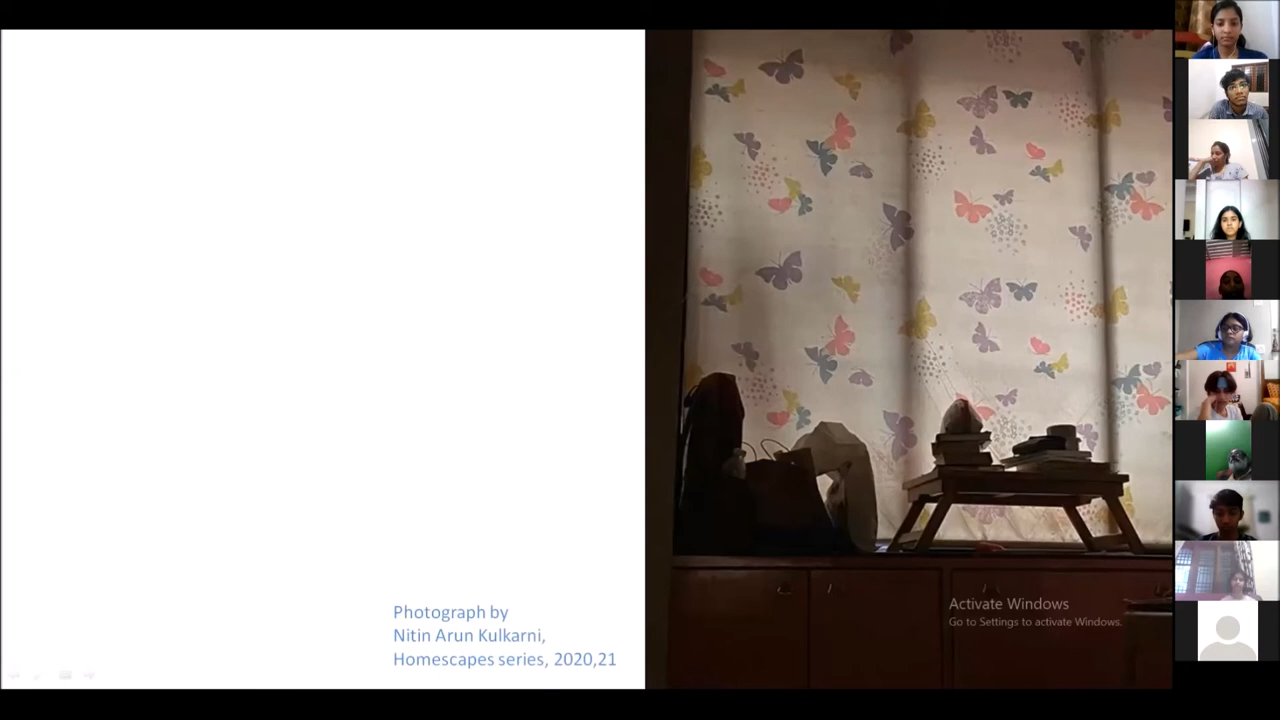 Photograph by
Nitin Arun Kulkarni,
Homescapes series, 2020,21
Activate Windows
Go to Settings to activate Windows.